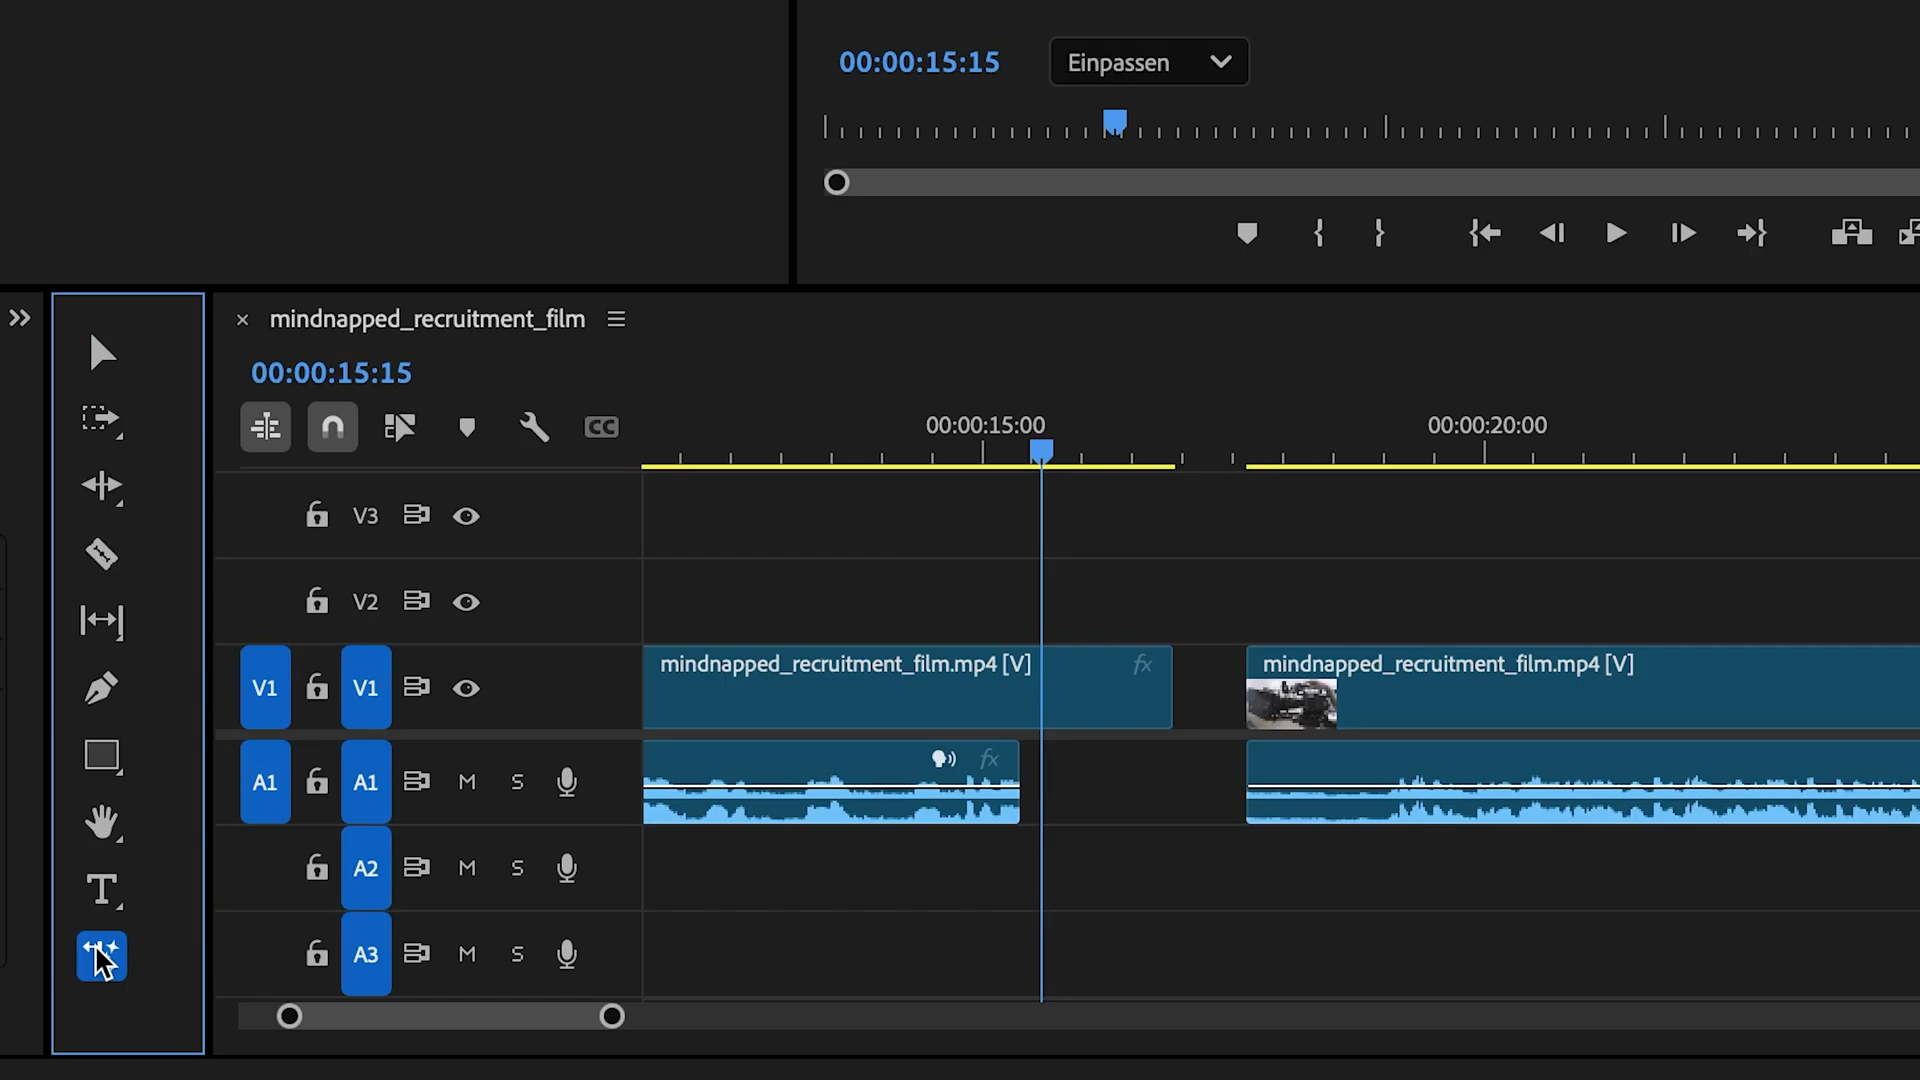 00:00:15:15 Einpassen
mindnapped_recruitment_film
00:00:15:15
CC 00:00:15:00 00:00:20:00
V3
V2
V1 V1 mindnapped_recruitment_film.mp4 [V] fx mindnapped_recruitment_film.mp4 [V]
A1 A1 M S fx
A2 M S
A3 M S